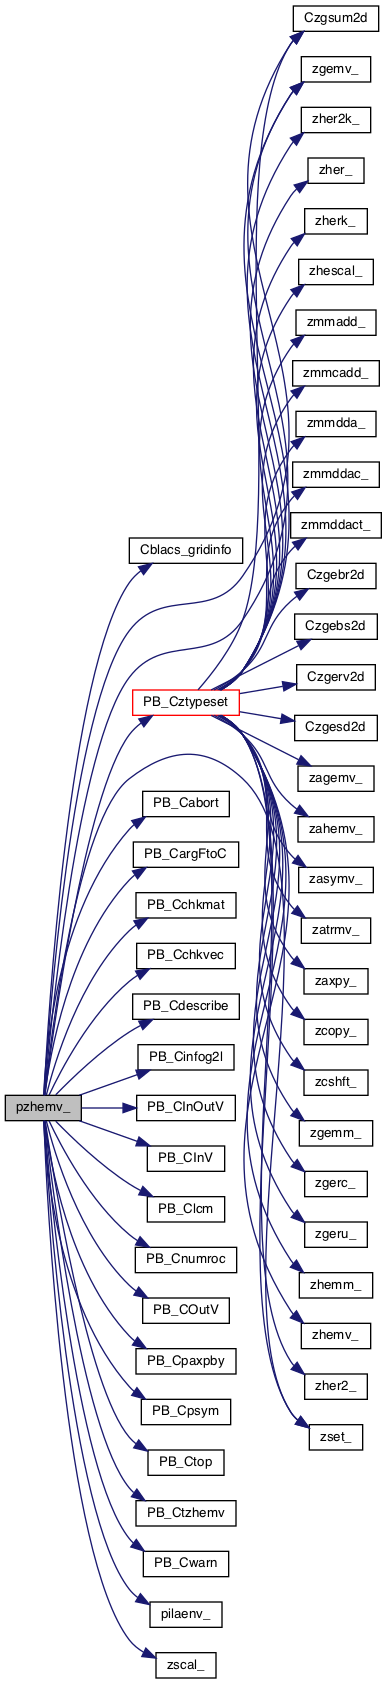 pzhemv_
Cblacs_gridinfo
PB_Cztypeset
PB_Cabort
PB_CargFtoC
PB_Cchkmat
PB_Cchkvec
PB_Cdescribe
PB_Cinfog2l
PB_CInOutV
PB_CInV
PB_Clcm
PB_Cnumroc
PB_COutV
PB_Cpaxpby
PB_Cpsym
PB_Ctop
PB_Ctzhemv
PB_Cwarn
pilaenv_
zscal_
Czgsum2d
zgemv_
zher2k_
zher_
zherk_
zhescal_
zmmadd_
zmmcadd_
zmmdda_
zmmddac_
zmmddact_
Czgebr2d
Czgebs2d
Czgerv2d
Czgesd2d
zagemv_
zahemv_
zasymv_
zatrmv_
zaxpy_
zcopy_
zcshft_
zgemm_
zgerc_
zgeru_
zhemm_
zhemv_
zher2_
zset_